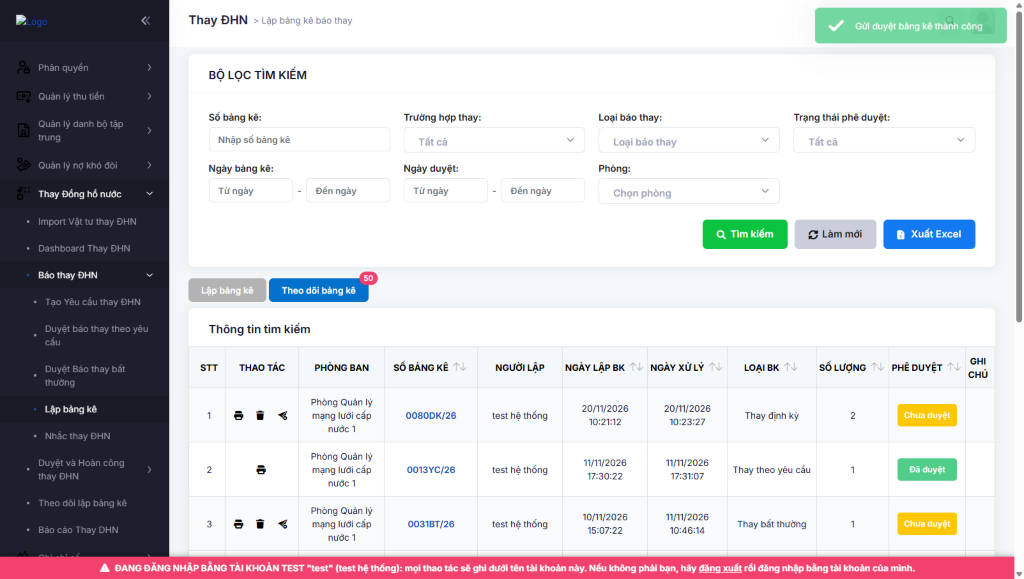 Logo
Phân quyền
Quản lý thu tiền
Quản lý danh bộ tập
trung
Quản lý nợ khó đòi
Thay Đồng hồ nước
Import Vật tư thay ĐHN
Dashboard Thay ĐHN
Báo thay ĐHN
Tạo Yêu cầu thay ĐHN
Duyệt báo thay theo yêu
cầu
Duyệt Báo thay bất
thường
Lập bảng kê
Nhắc thay ĐHN
Duyệt và Hoàn công
thay ĐHN
Theo dõi lập bảng kê
Báo cáo Thay DHN
Thay ĐHN > Lập bảng kê báo thay
Gửi duyệt bảng kê thành công
BỘ LỌC TÌM KIẾM
Số bảng kê: Trường hợp thay: Loại báo thay: Trạng thái phê duyệt:
Nhập số bảng kê Tất cả Loại báo thay Tất cả
Ngày bảng kê: Ngày duyệt: Phòng:
Từ ngày - Đến ngày Từ ngày - Đến ngày Chọn phòng
Tìm kiếm Làm mới Xuất Excel
Lập bảng kê Theo dõi bảng kê 50
Thông tin tìm kiếm
STT THAO TÁC PHÒNG BAN SỐ BẢNG KÊ NGƯỜI LẬP NGÀY LẬP BK NGÀY XỬ LÝ LOẠI BK SỐ LƯỢNG PHÊ DUYỆT GHI CHÚ
1 Phòng Quản lý mạng lưới cấp nước 1 0080DK/26 test hệ thống 20/11/2026 10:21:12 20/11/2026 10:23:27 Thay định kỳ 2 Chưa duyệt
2 Phòng Quản lý mạng lưới cấp nước 1 0013YC/26 test hệ thống 11/11/2026 17:30:22 11/11/2026 17:31:07 Thay theo yêu cầu 1 Đã duyệt
3 Phòng Quản lý mạng lưới cấp nước 1 0031BT/26 test hệ thống 10/11/2026 15:07:22 11/11/2026 10:46:14 Thay bất thường 1 Chưa duyệt
ĐANG ĐĂNG NHẬP BẰNG TÀI KHOẢN TEST "test" (test hệ thống): mọi thao tác sẽ ghi dưới tên tài khoản này. Nếu không phải bạn, hãy đăng xuất rồi đăng nhập bằng tài khoản của mình.